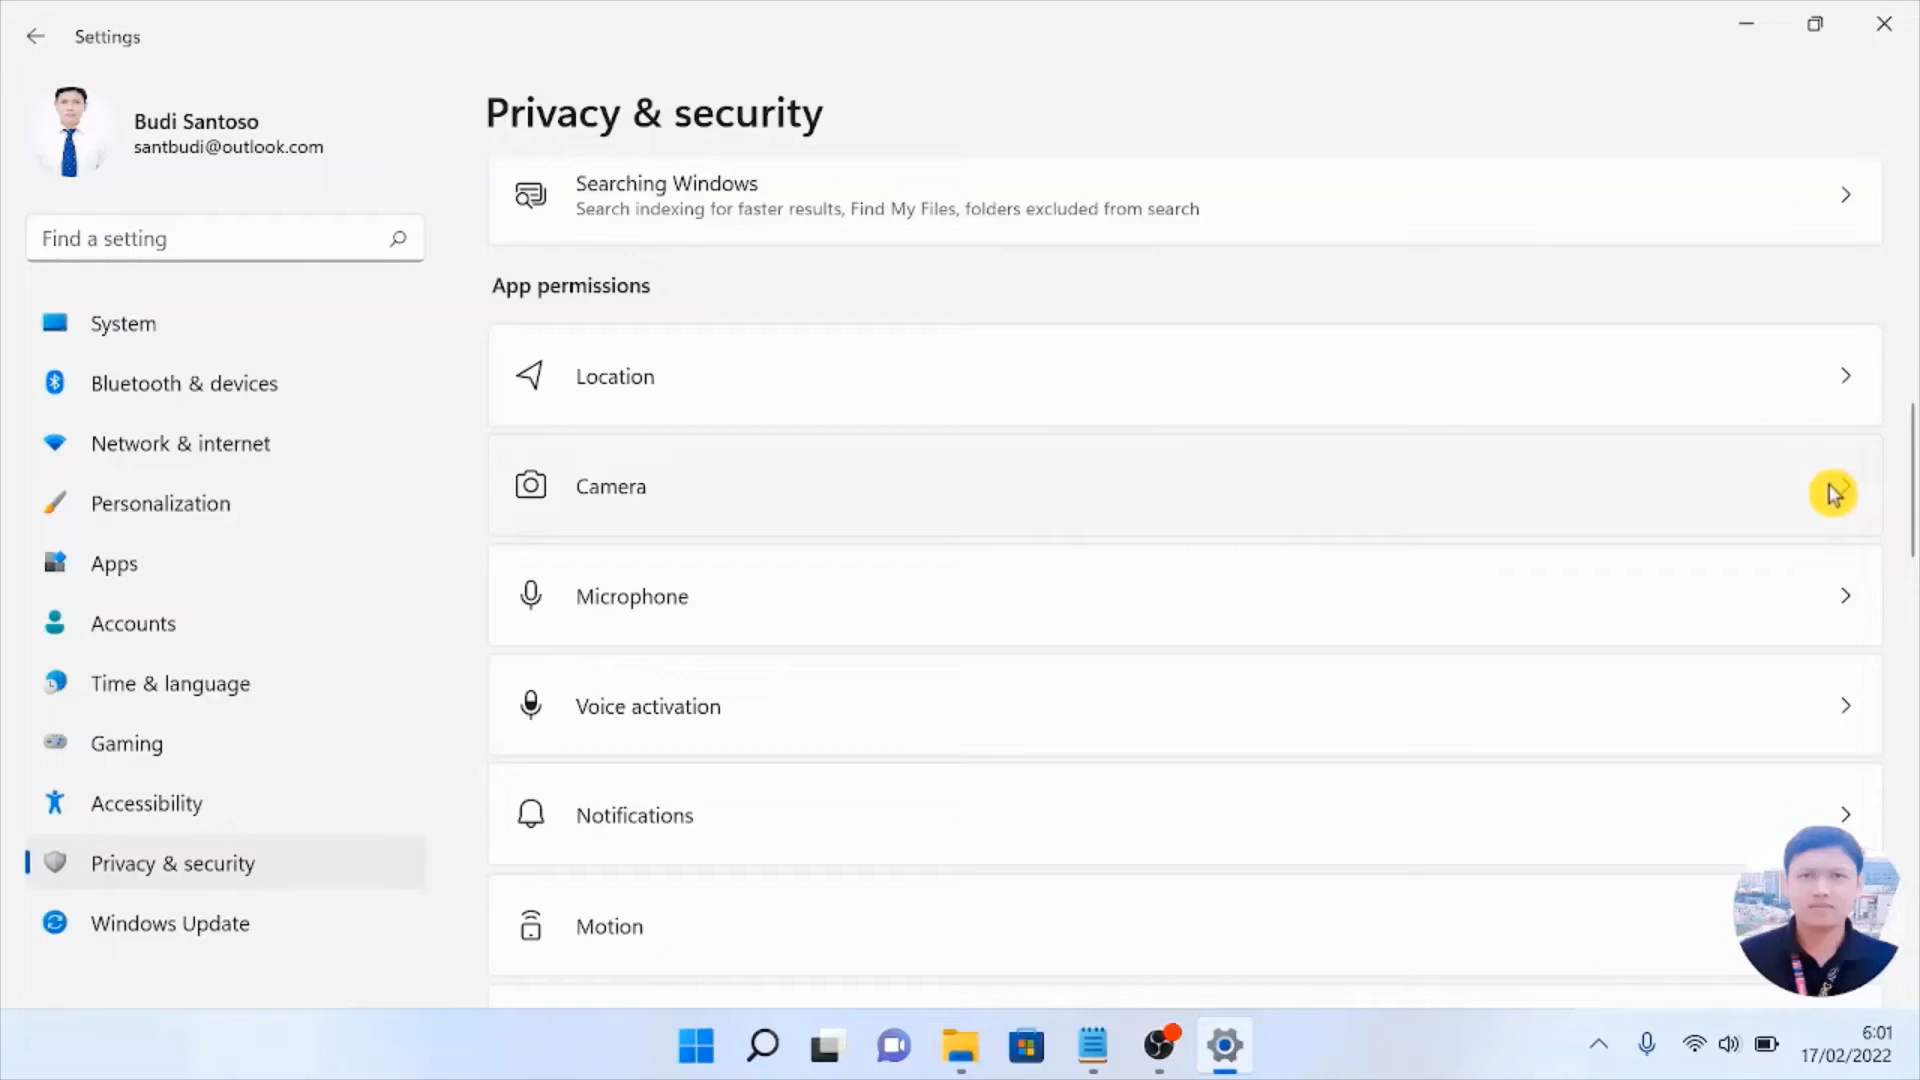 Settings
Budi Santoso
santbudi@outlook.com
Find a setting
System
Bluetooth & devices
Network & internet
Personalization
Apps
Accounts
Time & language
Gaming
Accessibility
Privacy & security
Windows Update
Privacy & security
Searching Windows
Search indexing for faster results, Find My Files, folders excluded from search
App permissions
Location
Camera
Microphone
Voice activation
Notifications
Motion
6:01
17/02/2022